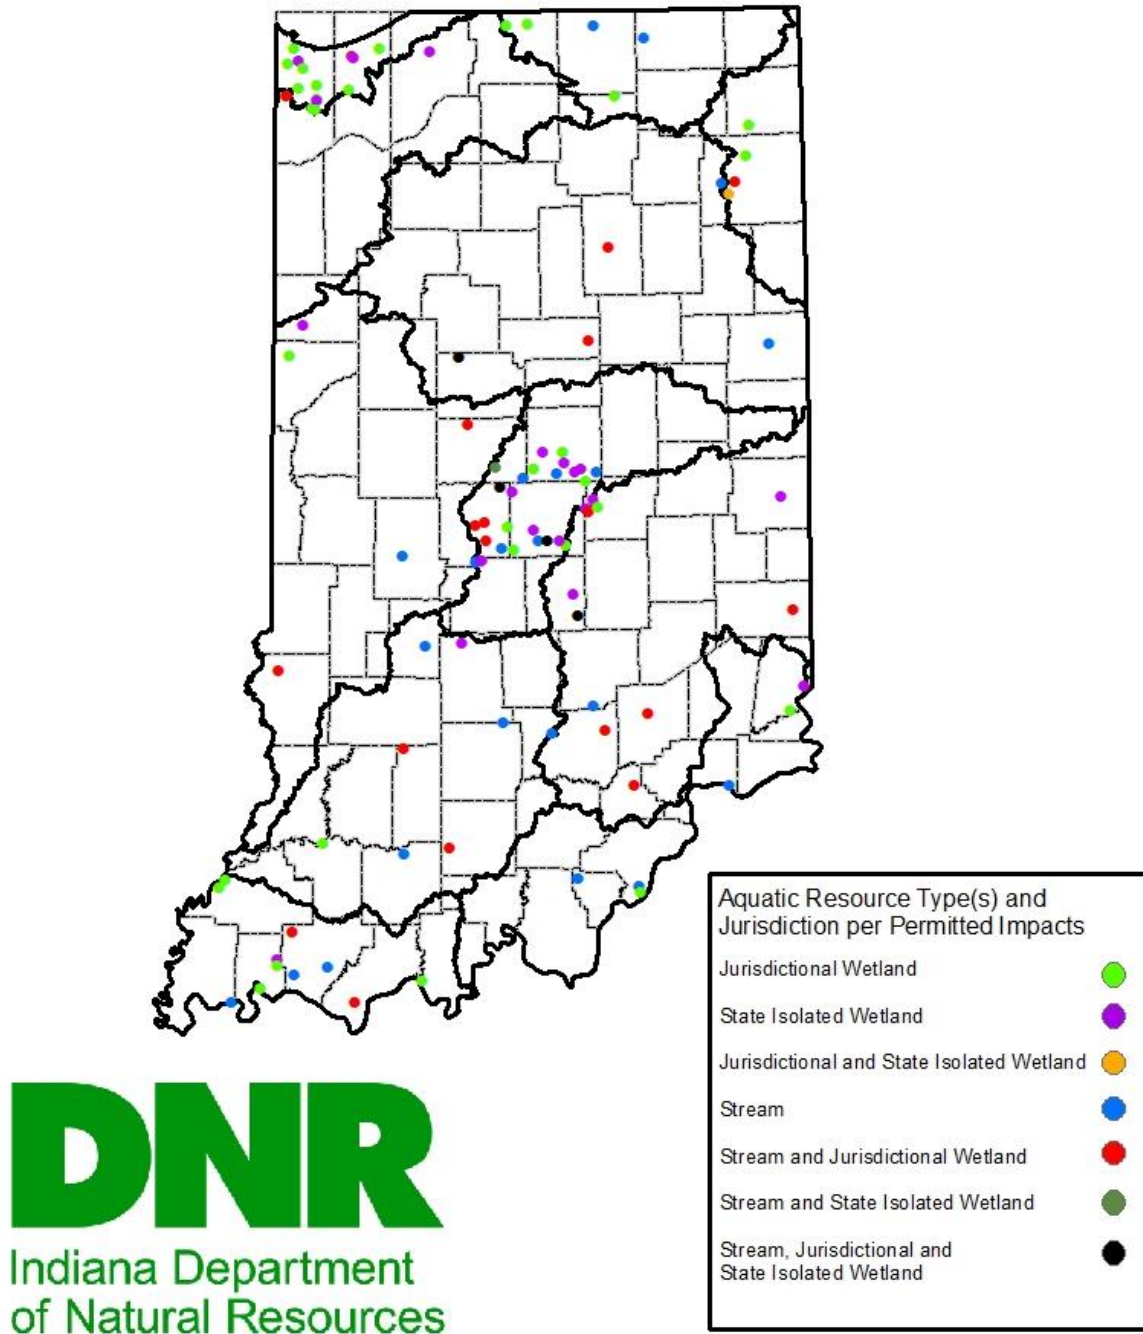 Aquatic Resource Type(s) and
Jurisdiction per Permitted Impacts
Jurisdictional Wetland
State Isolated Wetland
Jurisdictional and State Isolated Wetland
Stream
Stream and Jurisdictional Wetland
Stream and State Isolated Wetland
Stream, Jurisdictional and
State Isolated Wetland
DNR
Indiana Department
of Natural Resources